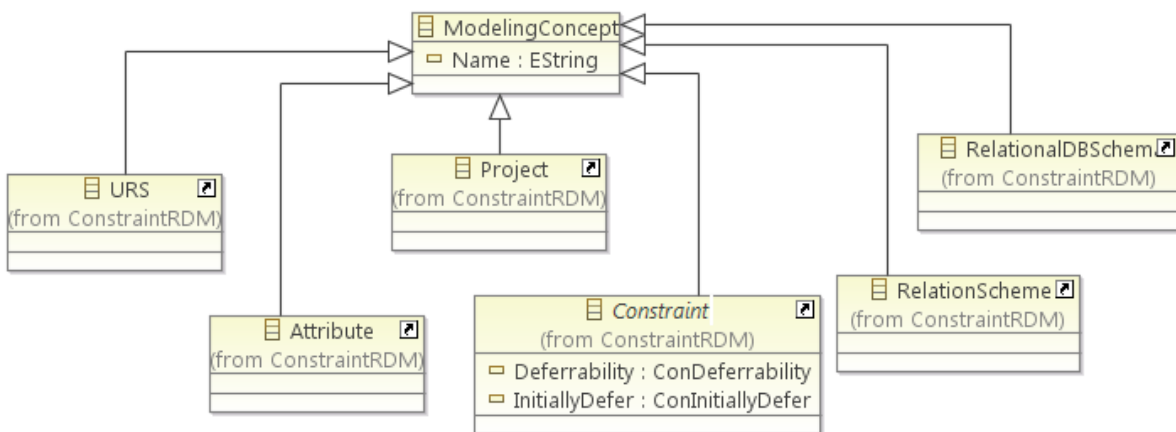 ModelingConcept
Name : EString
URS
(from ConstraintRDM)
Attribute
(from ConstraintRDM)
Project
(from ConstraintRDM)
Constraint
(from ConstraintRDM)
Deferrability : ConDeferrability
InitiallyDefer : ConInitiallyDefer
RelationalDBSchema
(from ConstraintRDM)
RelationScheme
(from ConstraintRDM)